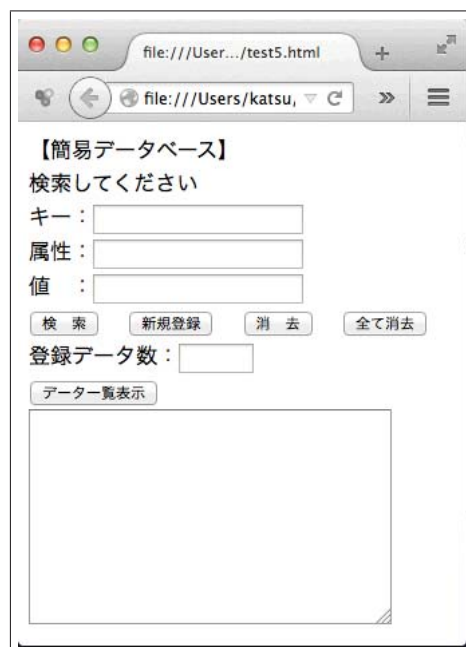 file:///User.../test5.html
file:///Users/katsu,
【簡易データベース】
検索してください
キー：
属性：
値　：
検　索　新規登録　消　去　全て消去
登録データ数：
データ一覧表示